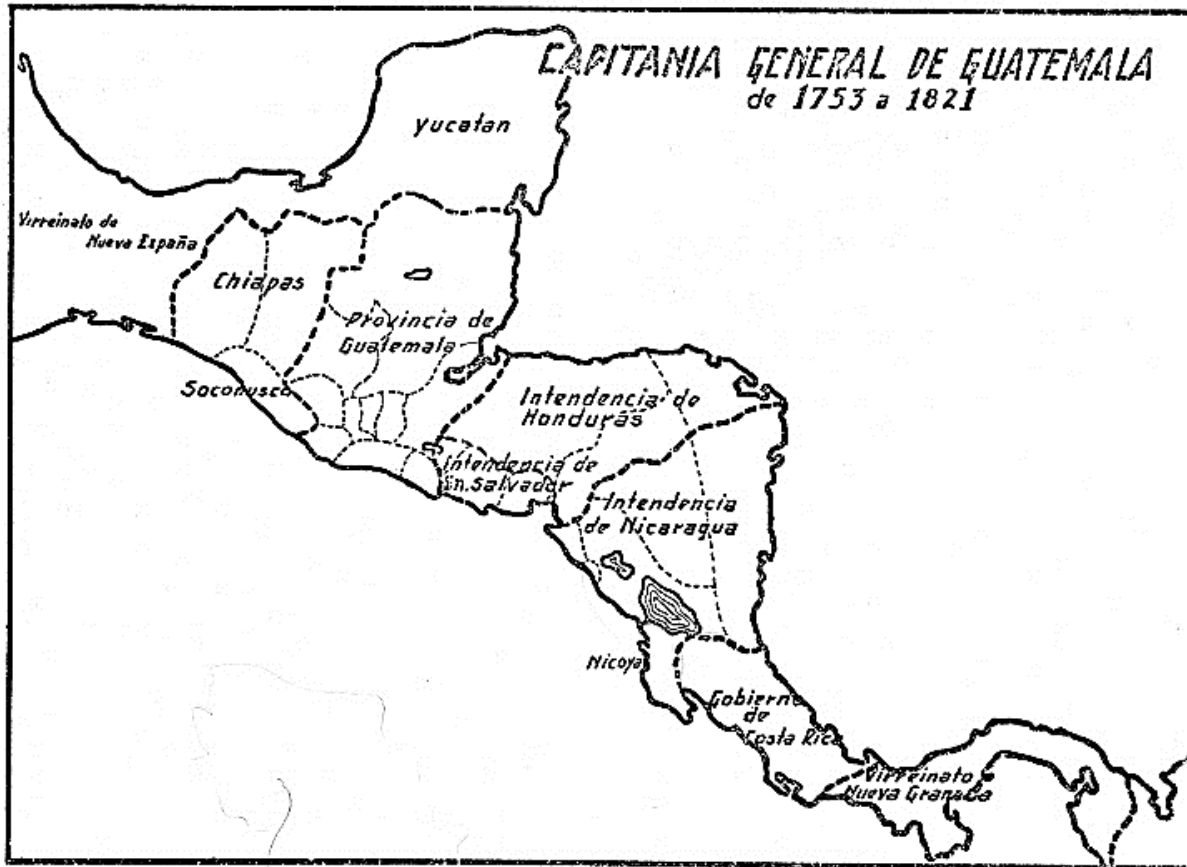 CAPITANIA GENERAL DE GUATEMALA
de 1753 a 1821
Yucatan
Virreinato de
Nueva España
Chiapas
Provincia de
Guatemala
Soconusco
Intendencia de
Honduras
Intendencia de
Sn. Salvador
Intendencia
de Nicaragua
Nicoya
Gobierno
de
Costa Rica
Virreinato
Nueva Granada